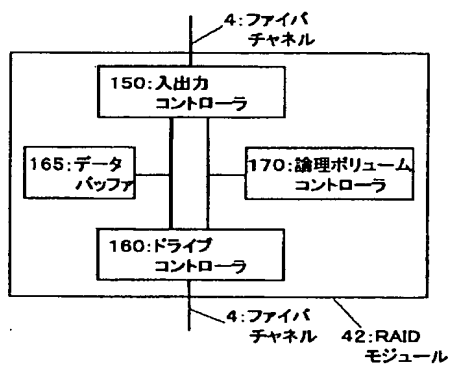 4:ファイバ
チャネル
150:入出力
コントローラ
165:データ
バッファ
170:論理ボリューム
コントローラ
160:ドライブ
コントローラ
4:ファイバ
チャネル
42:RAID
モジュール